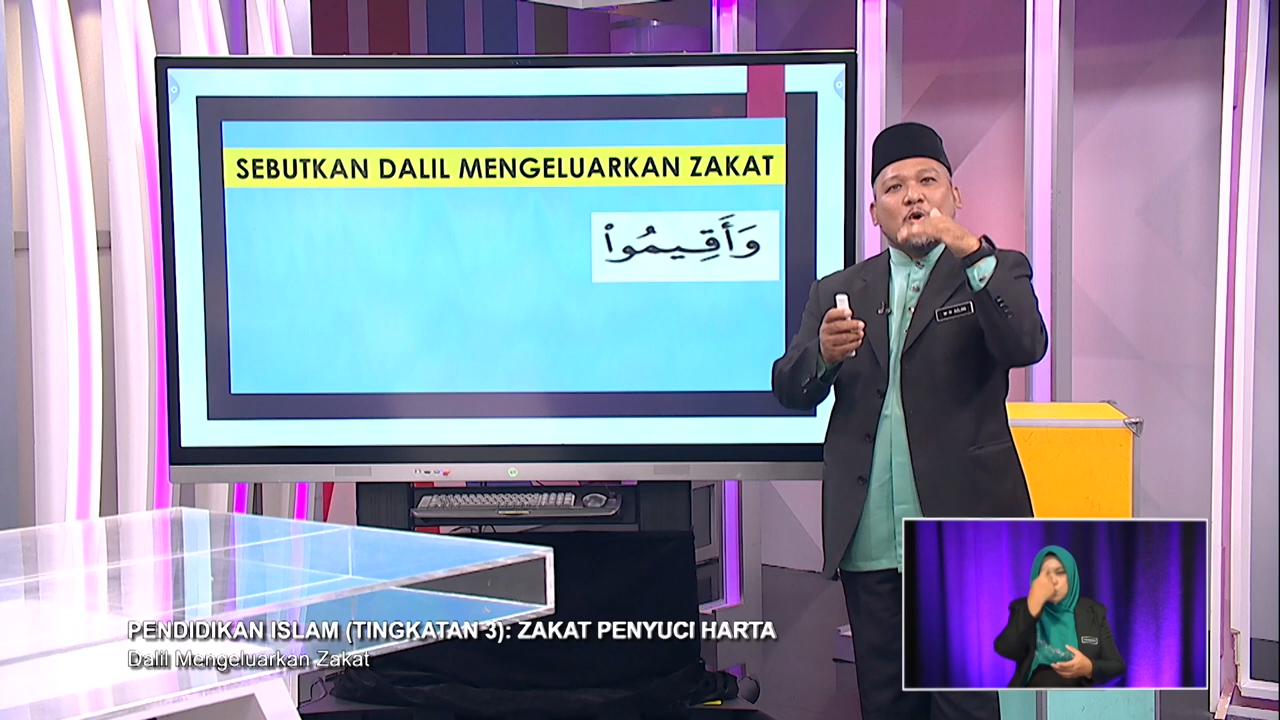 SEBUTKAN DALIL MENGELUARKAN ZAKAT
وَأَقِيمُوا۟
PENDIDIKAN ISLAM (TINGKATAN 3): ZAKAT PENYUCI HARTA
Dalil Mengeluarkan Zakat